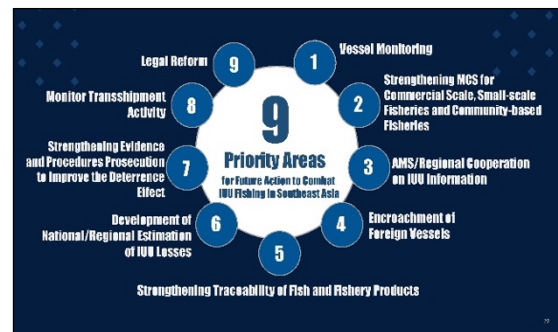 9
Priority Areas
for Future Action to Combat
IUU Fishing in Southeast Asia
1
Vessel Monitoring
2
Strengthening MCS for
Commercial Scale, Small-scale
Fisheries and Community-based
Fisheries
3
AMS/Regional Cooperation
on IUU Information
4
Encroachment of
Foreign Vessels
5
Strengthening Traceability of Fish and Fishery Products
6
Development of
National/Regional Estimation
of IUU Losses
7
Strengthening Evidence
and Procedures Prosecution
to Improve the Deterrence
Effect
8
Monitor Transshipment
Activity
9
Legal Reform